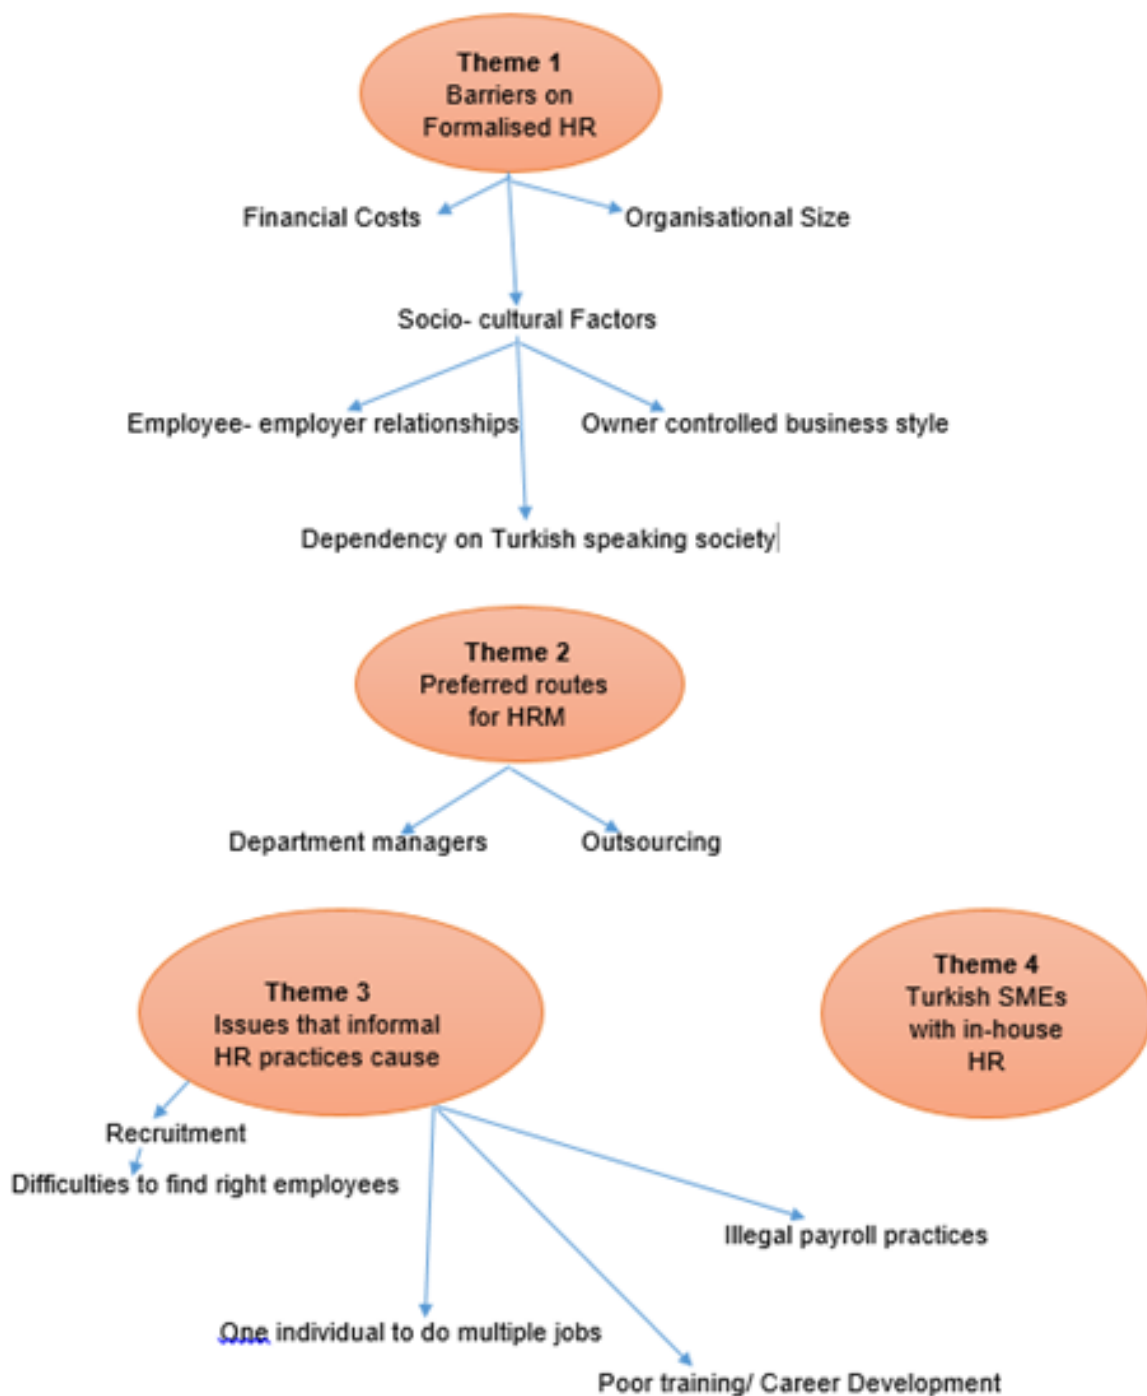 Theme 1
Barriers on
Formalised HR
Financial Costs
Organisational Size
Socio- cultural Factors
Employee- employer relationships
Owner controlled business style
Dependency on Turkish speaking society
Theme 2
Preferred routes
for HRM
Department managers
Outsourcing
Theme 3
Issues that informal
HR practices cause
Theme 4
Turkish SMEs
with in-house
HR
Recruitment
Difficulties to find right employees
Illegal payroll practices
One individual to do multiple jobs
Poor training/ Career Development